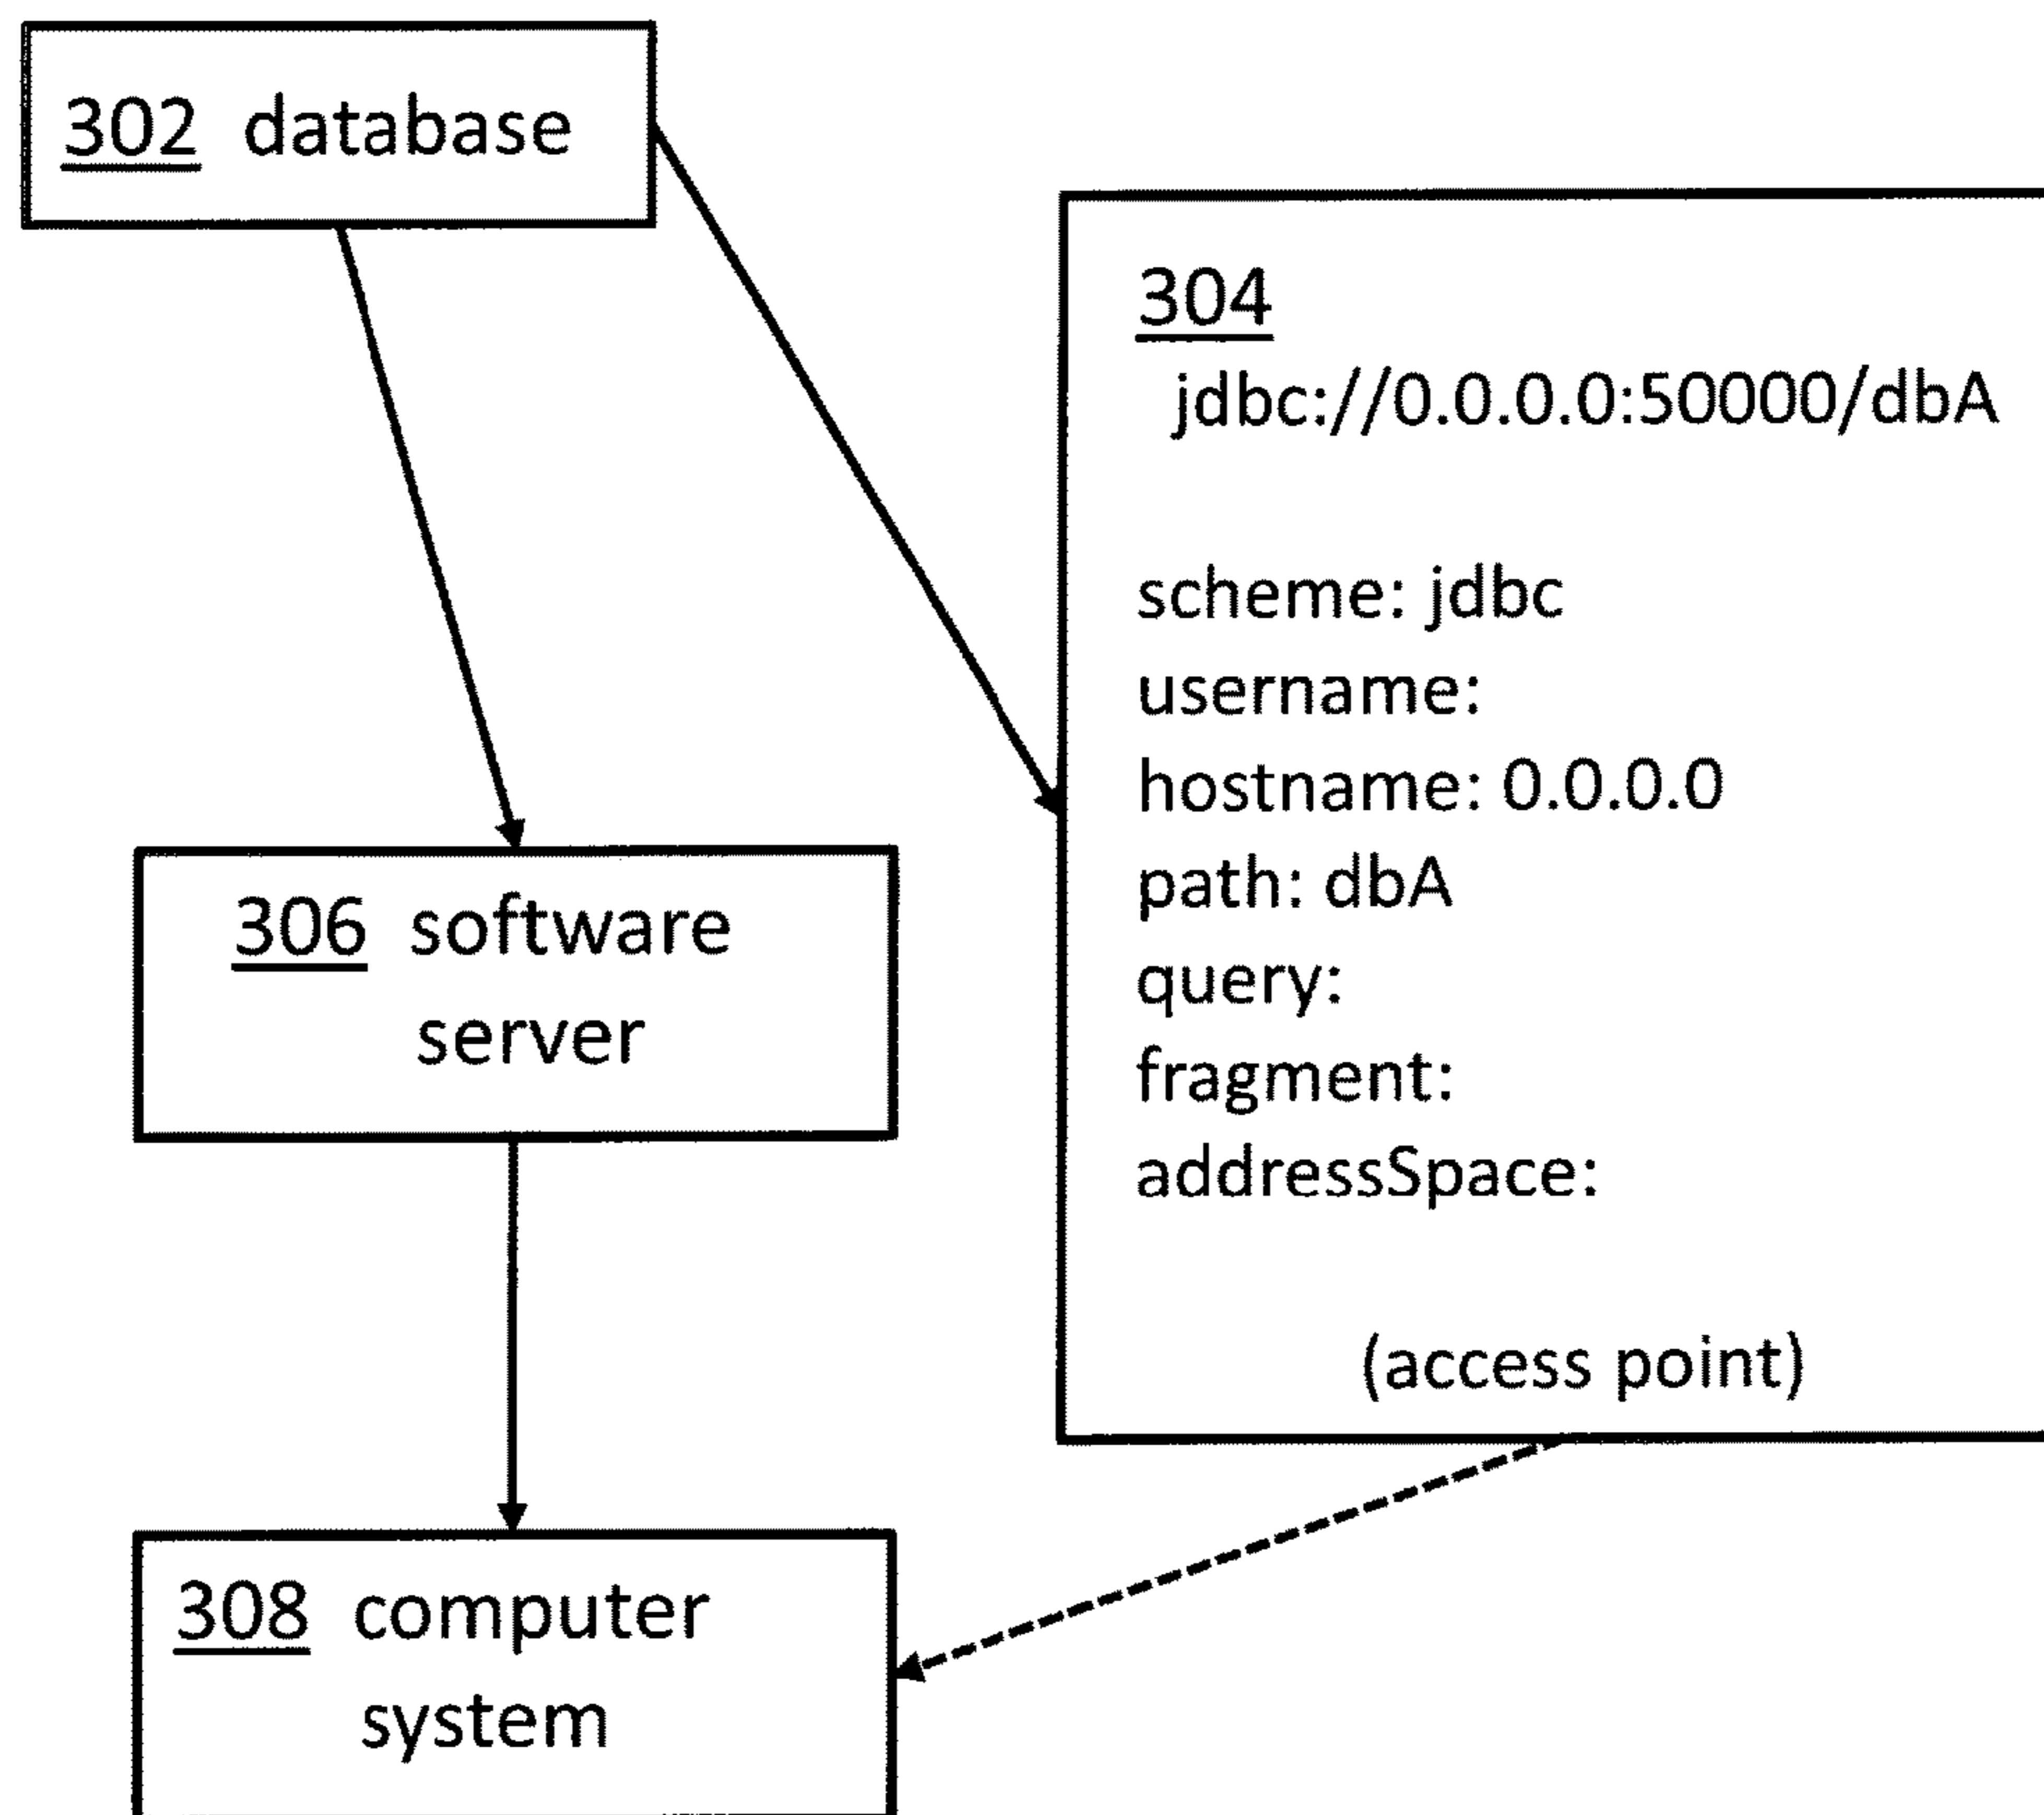 302 database
304
jdbc://0.0.0.0:50000/dbA
scheme: jdbc
username:
hostname: 0.0.0.0
path: dbA
query:
fragment:
addressSpace:
(access point)
306 software
server
308 computer
system